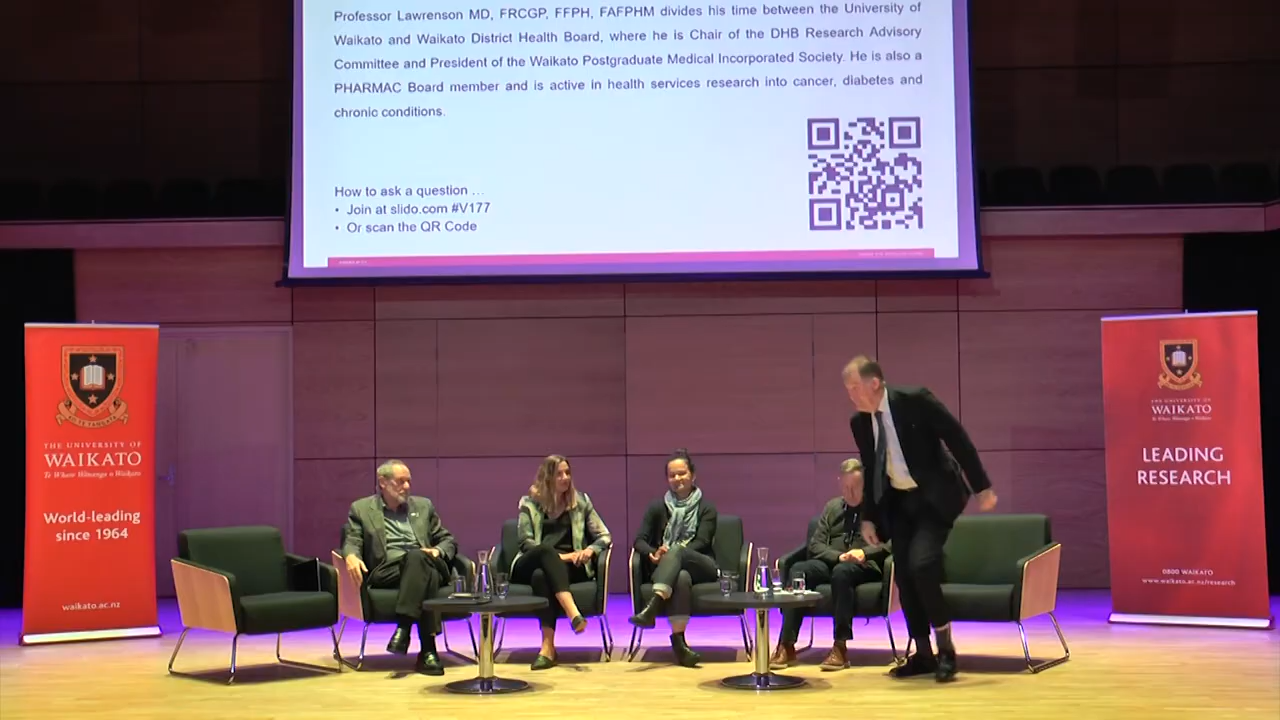 Professor Lawrenson MD, FRCGP, FFPH, FAFPHM divides his time between the University of
Waikato and Waikato District Health Board, where he is Chair of the DHB Research Advisory
Committee and President of the Waikato Postgraduate Medical Incorporated Society. He is also a
PHARMAC Board member and is active in health services research into cancer, diabetes and
chronic conditions.
How to ask a question …
• Join at slido.com #V177
• Or scan the QR Code
THE UNIVERSITY OF
WAIKATO
Te Whare Wānanga o Waikato
World-leading
since 1964
waikato.ac.nz
THE UNIVERSITY OF
WAIKATO
Te Whare Wānanga o Waikato
LEADING
RESEARCH
0800 WAIKATO
www.waikato.ac.nz/research